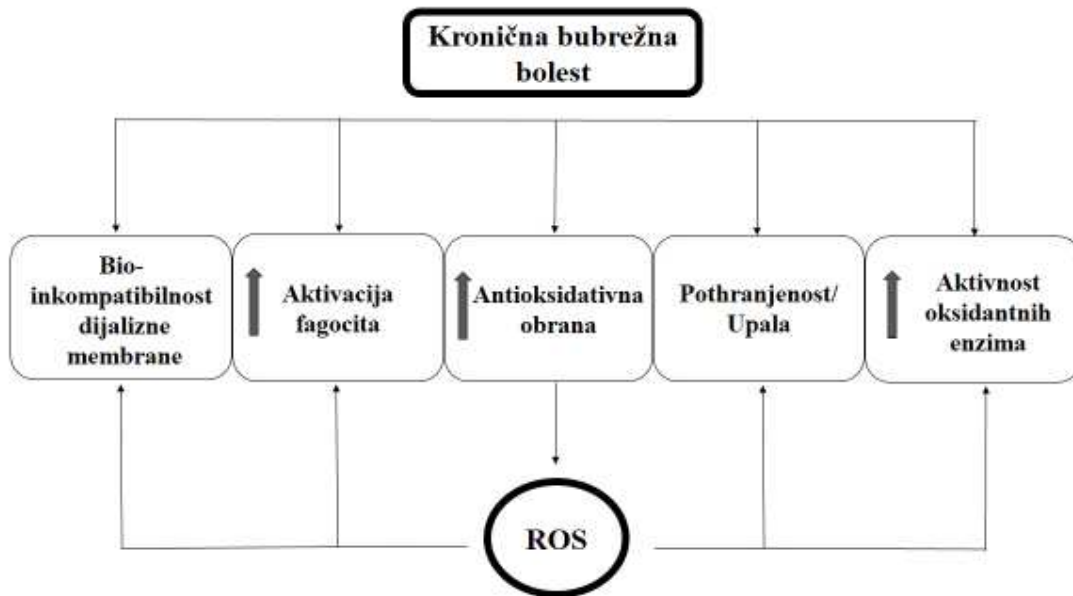 Kronična bubrežna
bolest
Bio-
inkompatibilnost
dijalizne
membrane
Aktivacija
fagocita
Antioksidativna
obrana
Pothranjenost/
Upala
Aktivnost
oksidantnih
enzima
ROS